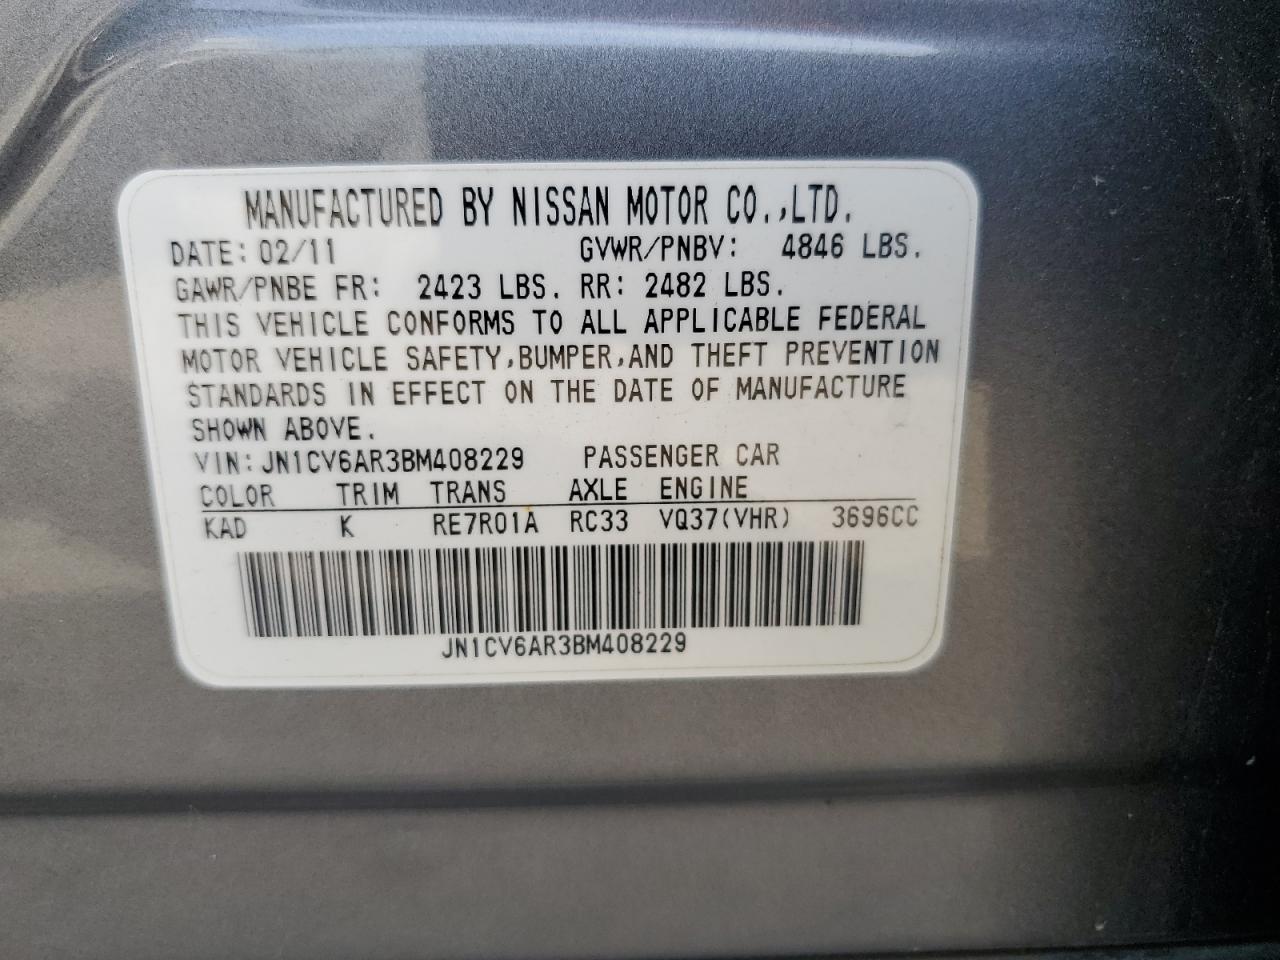 MANUFACTURED BY NISSAN MOTOR CO.,LTD.
DATE: 02/11 GVWR/PNBV: 4846 LBS.
GAWR/PNBE FR: 2423 LBS. RR: 2482 LBS.
THIS VEHICLE CONFORMS TO ALL APPLICABLE FEDERAL
MOTOR VEHICLE SAFETY,BUMPER,AND THEFT PREVENTION
STANDARDS IN EFFECT ON THE DATE OF MANUFACTURE
SHOWN ABOVE.
VIN:JN1CV6AR3BM408229 PASSENGER CAR
COLOR TRIM TRANS AXLE ENGINE
KAD K RE7R01A RC33 VQ37(VHR) 3696CC
JN1CV6AR3BM408229